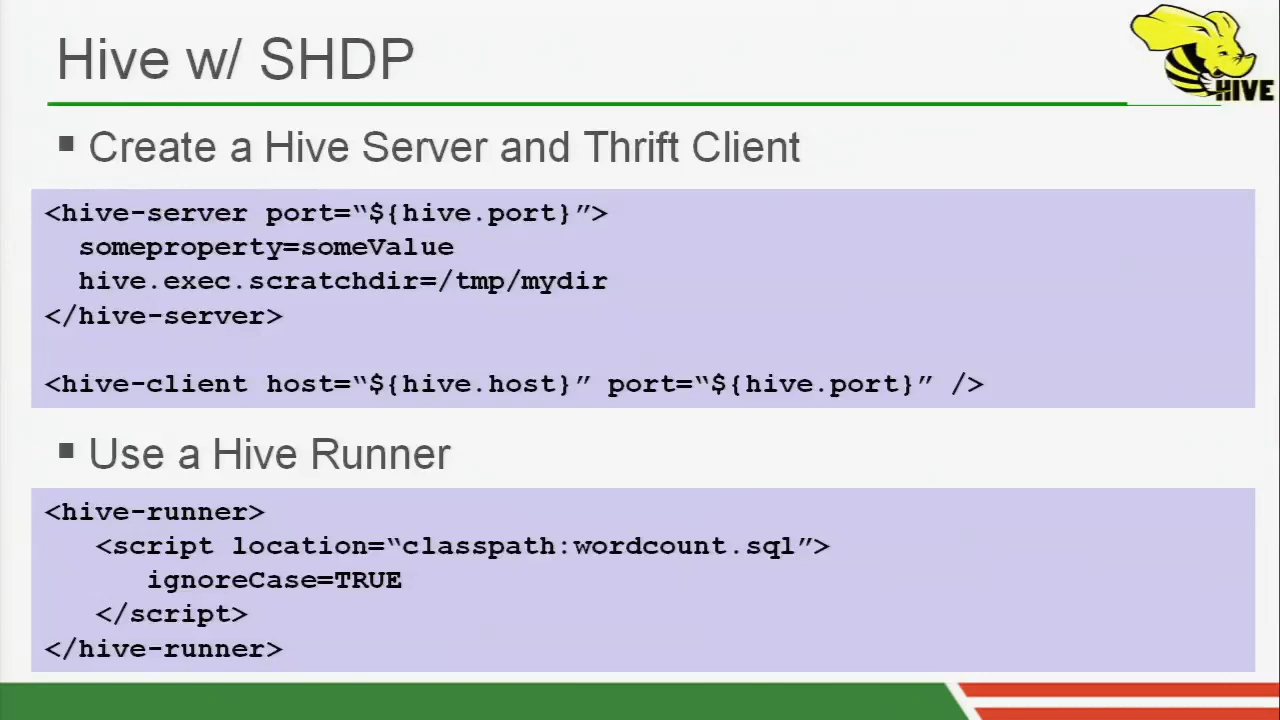 Hive w/ SHDP
HIVE
▪ Create a Hive Server and Thrift Client
<hive-server port=“${hive.port}”>
someproperty=someValue
hive.exec.scratchdir=/tmp/mydir
</hive-server>
<hive-client host=“${hive.host}” port=“${hive.port}” />
▪ Use a Hive Runner
<hive-runner>
<script location=“classpath:wordcount.sql”>
ignoreCase=TRUE
</script>
</hive-runner>